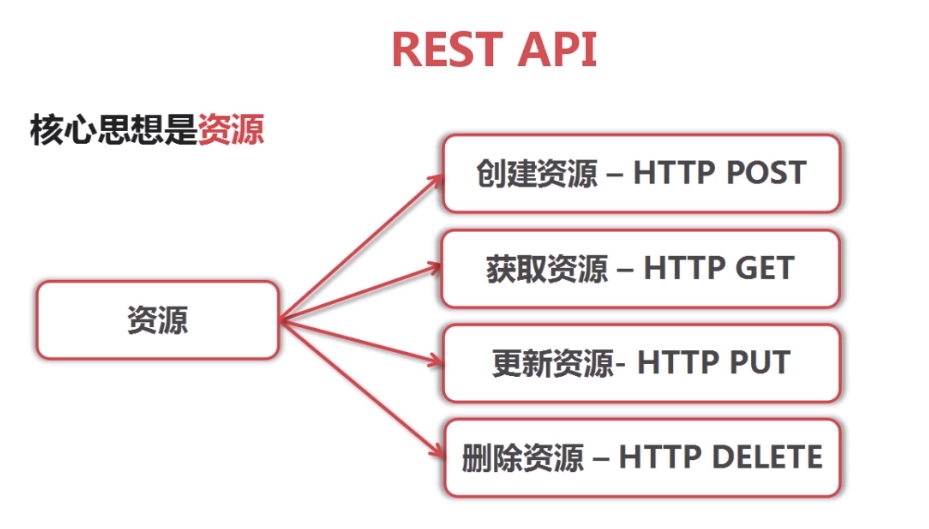 REST API
核心思想是资源
资源
创建资源 – HTTP POST
获取资源 – HTTP GET
更新资源- HTTP PUT
删除资源 – HTTP DELETE